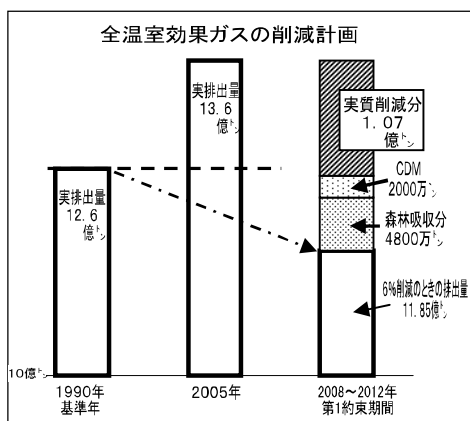 全温室効果ガスの削減計画
実排出量
12.6
億㌧
実排出量
13.6
億㌧
実質削減分
1.07
億㌧
CDM
2000万㌧
森林吸収分
4800万㌧
6%削減のときの排出量
11.85億㌧
10億㌧
1990年
基準年
2005年
2008~2012年
第1約束期間